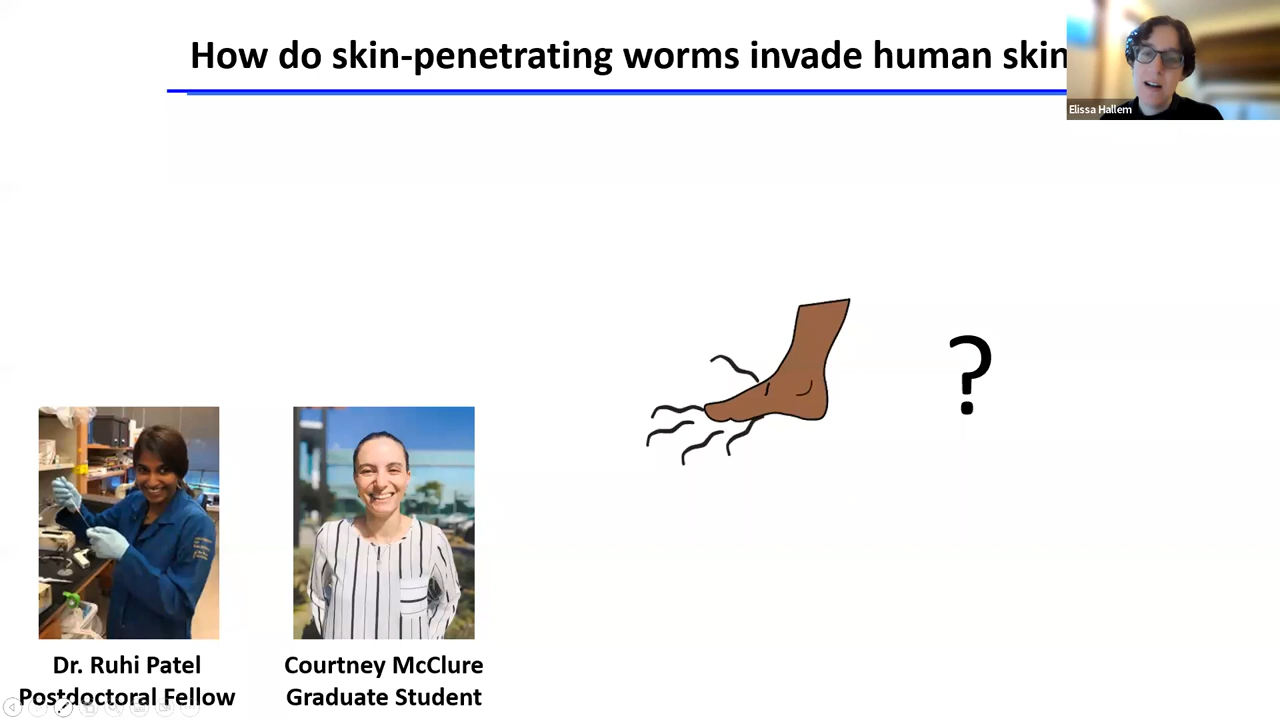 How do skin-penetrating worms invade human skin
Elissa Hallem
?
Dr. Ruhi Patel
Postdoctoral Fellow
Courtney McClure
Graduate Student